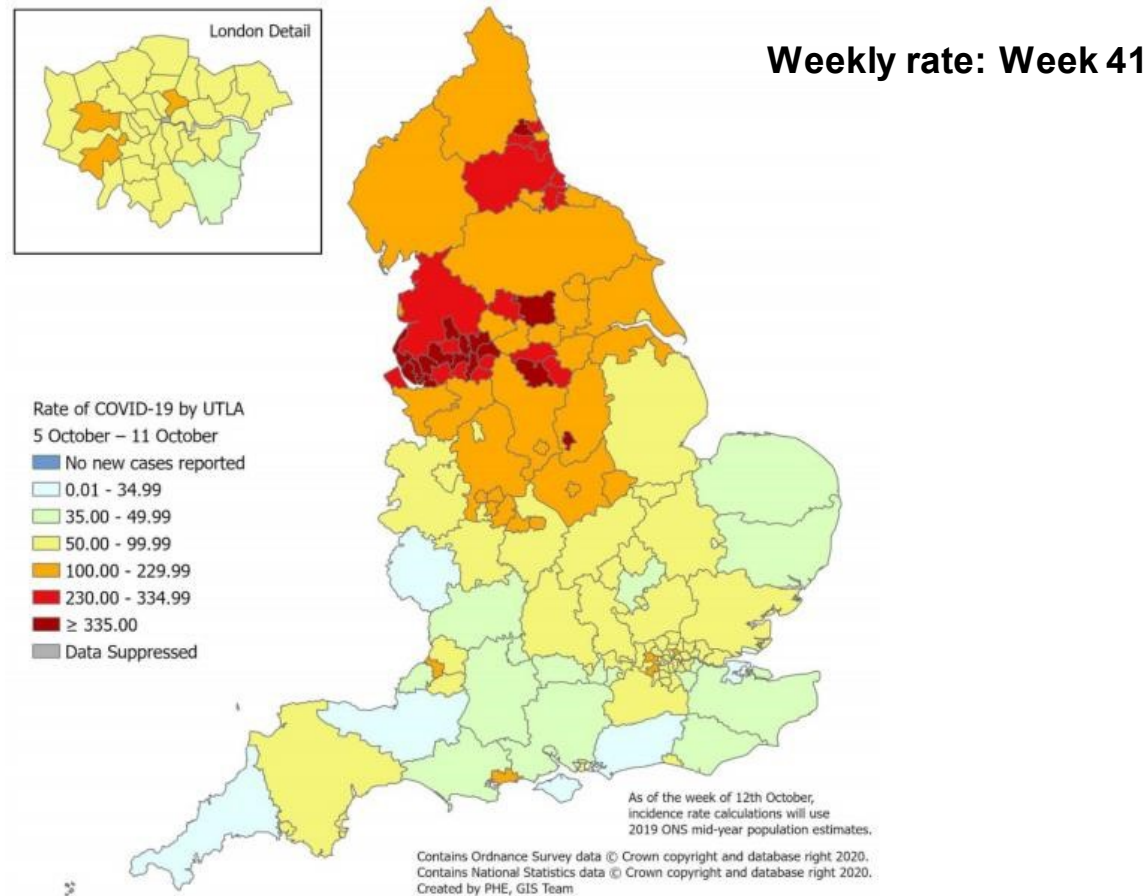 London Detail
Weekly rate: Week 41
Rate of COVID-19 by UTLA
5 October – 11 October
No new cases reported
0.01 - 34.99
35.00 - 49.99
50.00 - 99.99
100.00 - 229.99
230.00 - 334.99
≥ 335.00
Data Suppressed
As of the week of 12th October,
incidence rate calculations will use
2019 ONS mid-year population estimates.
Contains Ordnance Survey data © Crown copyright and database right 2020.
Contains National Statistics data © Crown copyright and database right 2020.
Created by PHE, GIS Team